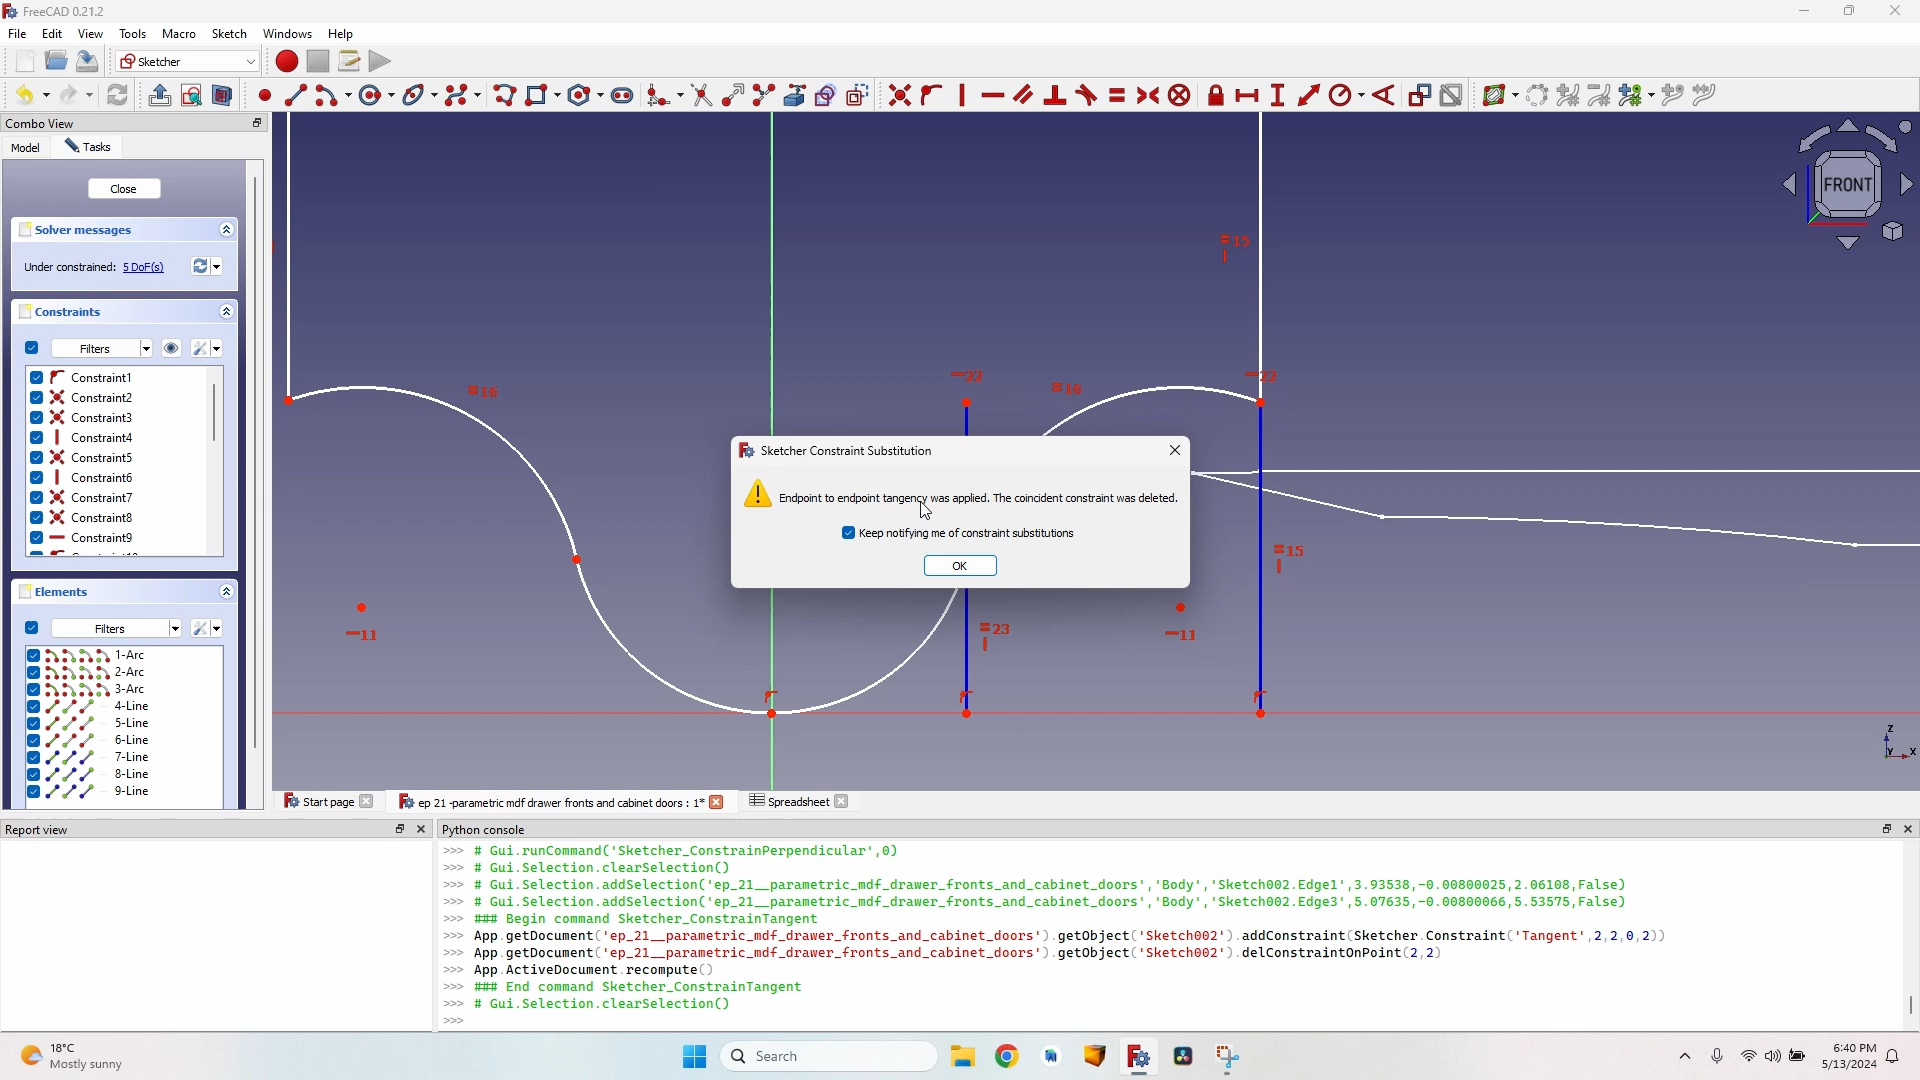 FreeCAD 0.21.2
File Edit View Tools Macro Sketch Windows Help
Sketcher
Combo View
Model Tasks
Close
Solver messages
Under constrained: 5 DoF(s)
Constraints
Filters
Constraint1
Constraint2
Constraint3
Constraint4
Constraint5
Constraint6
Constraint7
Constraint8
Constraint9
Elements
Filters
1-Arc
2-Arc
3-Arc
4-Line
5-Line
6-Line
7-Line
8-Line
9-Line
FRONT
15
22
22
16
16
15
23
11
11
Z
Y
X
Sketcher Constraint Substitution
Endpoint to endpoint tangency was applied. The coincident constraint was deleted.
Keep notifying me of constraint substitutions
OK
Start page
ep 21 -parametric mdf drawer fronts and cabinet doors : 1*
Spreadsheet
Report view
Python console
>>> # Gui.runCommand('Sketcher_ConstrainPerpendicular',0)
>>> # Gui.Selection.clearSelection()
>>> # Gui.Selection.addSelection('ep_21__parametric_mdf_drawer_fronts_and_cabinet_doors','Body','Sketch002.Edge1',3.93538,-0.00800025,2.06108,False)
>>> # Gui.Selection.addSelection('ep_21__parametric_mdf_drawer_fronts_and_cabinet_doors','Body','Sketch002.Edge3',5.07635,-0.00800066,5.53575,False)
>>> ### Begin command Sketcher_ConstrainTangent
>>> App.getDocument('ep_21__parametric_mdf_drawer_fronts_and_cabinet_doors').getObject('Sketch002').addConstraint(Sketcher.Constraint('Tangent',2,2,0,2))
>>> App.getDocument('ep_21__parametric_mdf_drawer_fronts_and_cabinet_doors').getObject('Sketch002').delConstraintOnPoint(2,2)
>>> App.ActiveDocument.recompute()
>>> ### End command Sketcher_ConstrainTangent
>>> # Gui.Selection.clearSelection()
>>>
18°C
Mostly sunny
Search
6:40 PM
5/13/2024